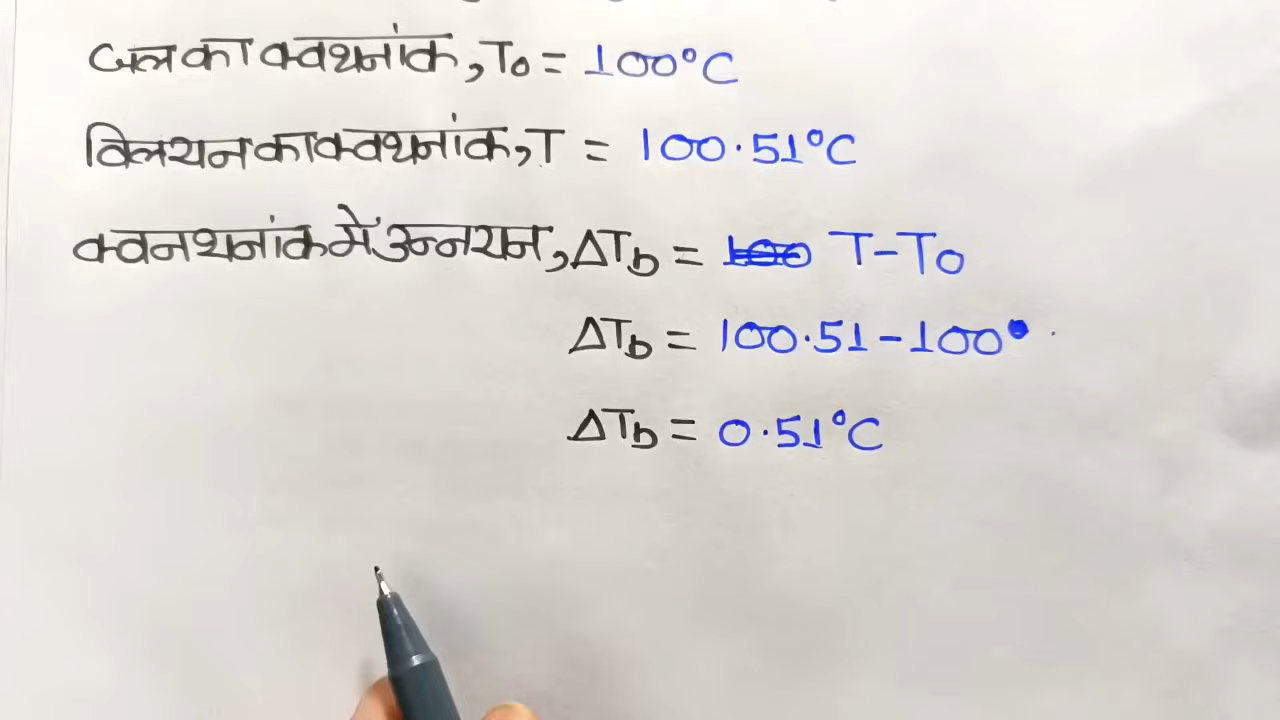 जल का क्वथनांक, T₀ = 100°C
विलयन का क्वथनांक, T = 100.51°C
क्वनथनांक में उन्नयन, ΔTb = T-T₀
ΔTb = 100.51-100°
ΔTb = 0.51°C